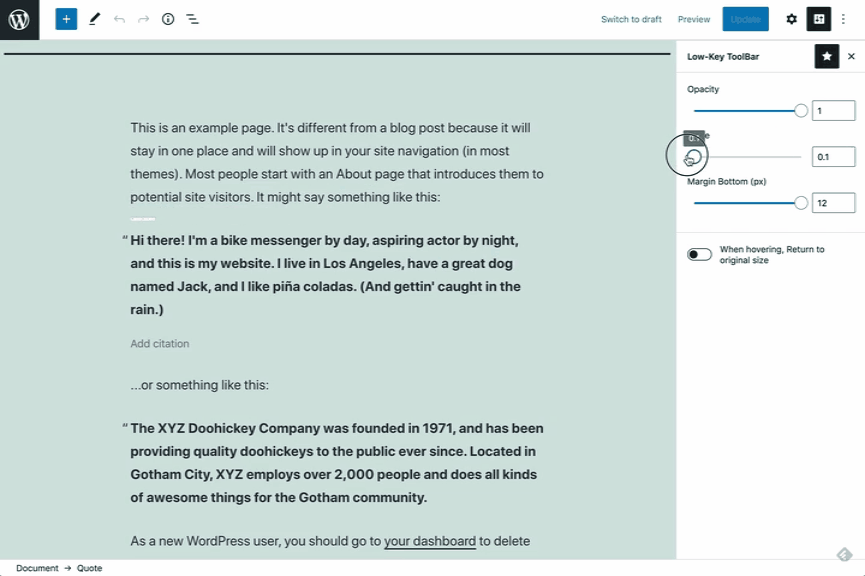 Switch to draft Preview Update
Low-Key ToolBar
Opacity
1
0.1
0.1
Margin Bottom (px)
12
When hovering, Return to
original size
This is an example page. It's different from a blog post because it will
stay in one place and will show up in your site navigation (in most
themes). Most people start with an About page that introduces them to
potential site visitors. It might say something like this:
“ Hi there! I'm a bike messenger by day, aspiring actor by night,
and this is my website. I live in Los Angeles, have a great dog
named Jack, and I like piña coladas. (And gettin' caught in the
rain.)
Add citation
...or something like this:
“ The XYZ Doohickey Company was founded in 1971, and has been
providing quality doohickeys to the public ever since. Located in
Gotham City, XYZ employs over 2,000 people and does all kinds
of awesome things for the Gotham community.
As a new WordPress user, you should go to your dashboard to delete
Document → Quote